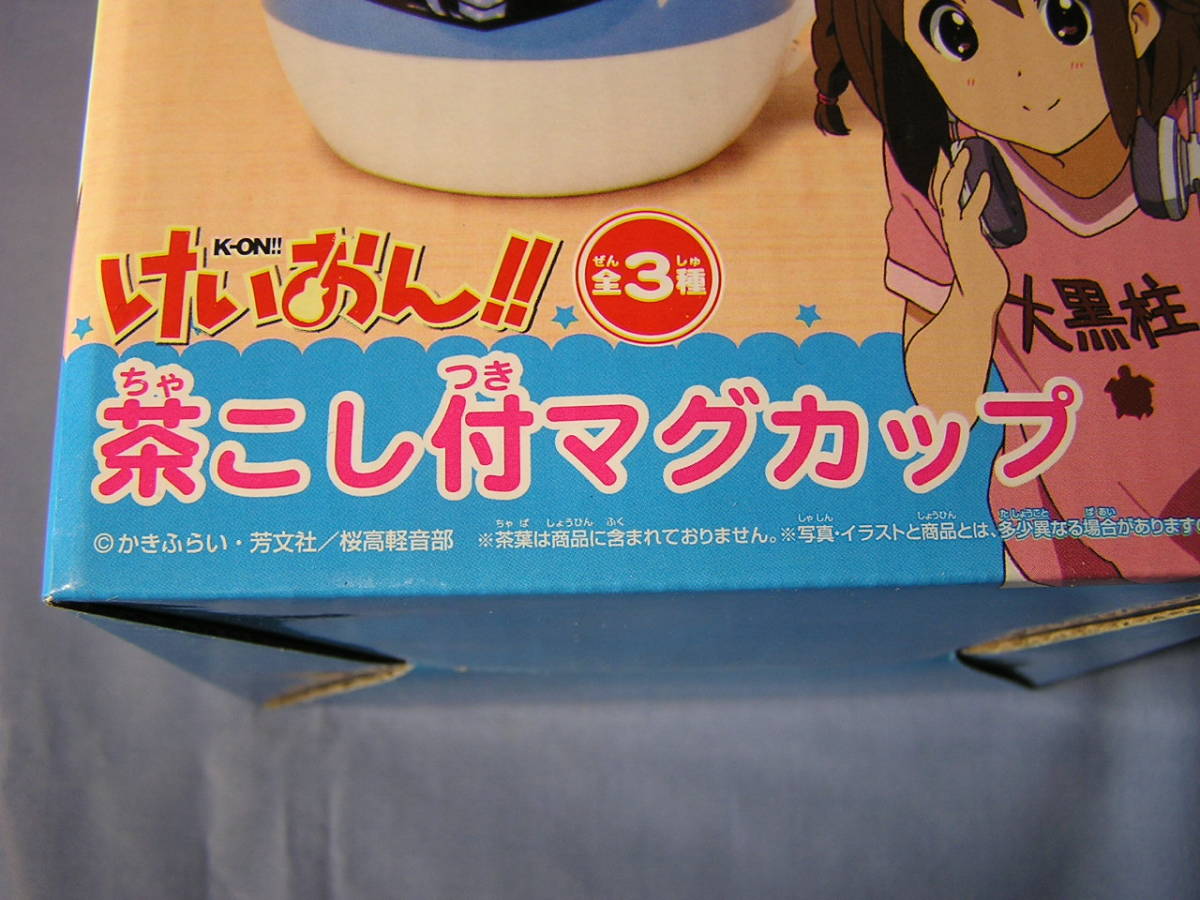 K-ON!!
けいおん!!
全3種
ぜん しゅ
大黒柱
ちゃ つき
茶こし付マグカップ
ちゃ ば しょうひん ふく しゃ しん しょうひん た しょうこと ば あい
©かきふらい・芳文社／桜高軽音部 ※茶葉は商品に含まれておりません。※写真・イラストと商品とは、多少異なる場合があります